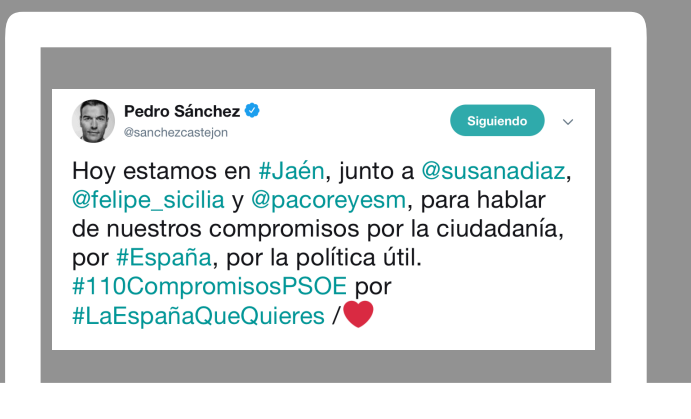 Pedro Sánchez
@sanchezcastejon
Siguiendo
Hoy estamos en #Jaén, junto a @susanadiaz,
@felipe_sicilia y @pacoreyesm, para hablar
de nuestros compromisos por la ciudadanía,
por #España, por la política útil.
#110CompromisosPSOE por
#LaEspañaQueQuieres /❤️